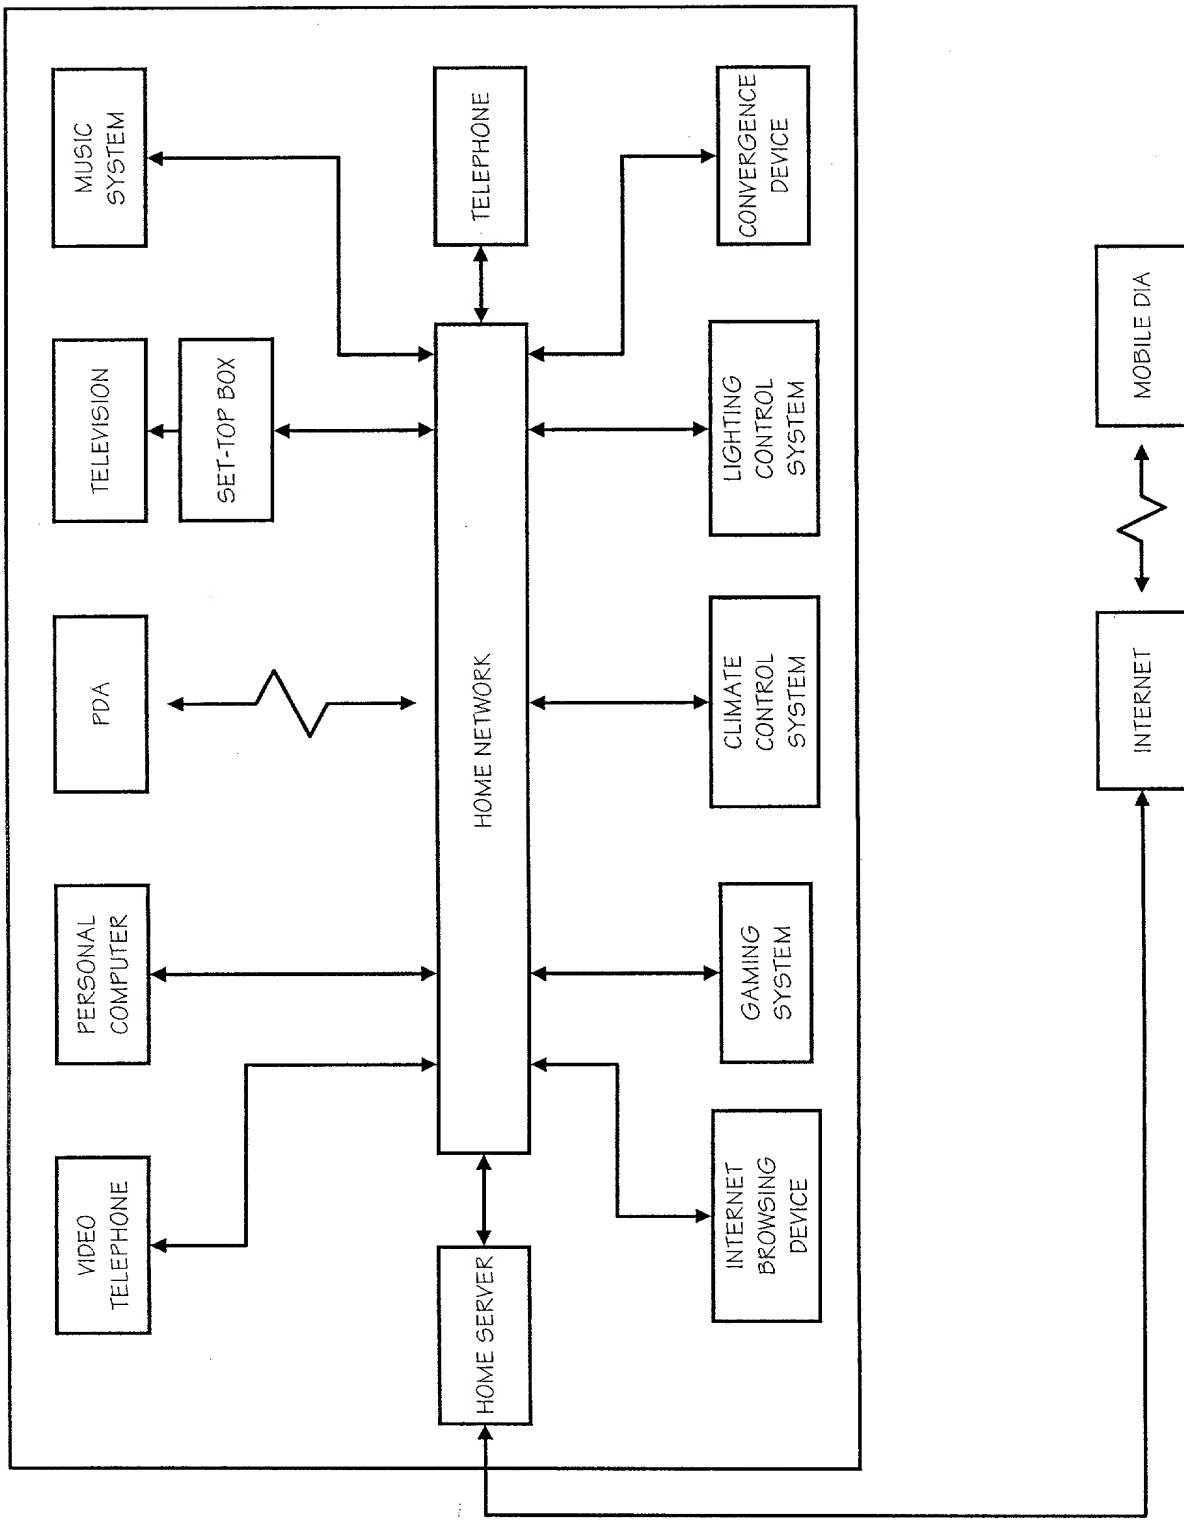 VIDEO
TELEPHONE
PERSONAL
COMPUTER
PDA
TELEVISION
SET-TOP BOX
MUSIC
SYSTEM
HOME SERVER
HOME NETWORK
TELEPHONE
INTERNET
BROWSING
DEVICE
GAMING
SYSTEM
CLIMATE
CONTROL
SYSTEM
LIGHTING
CONTROL
SYSTEM
CONVERGENCE
DEVICE
INTERNET
MOBILE DIA